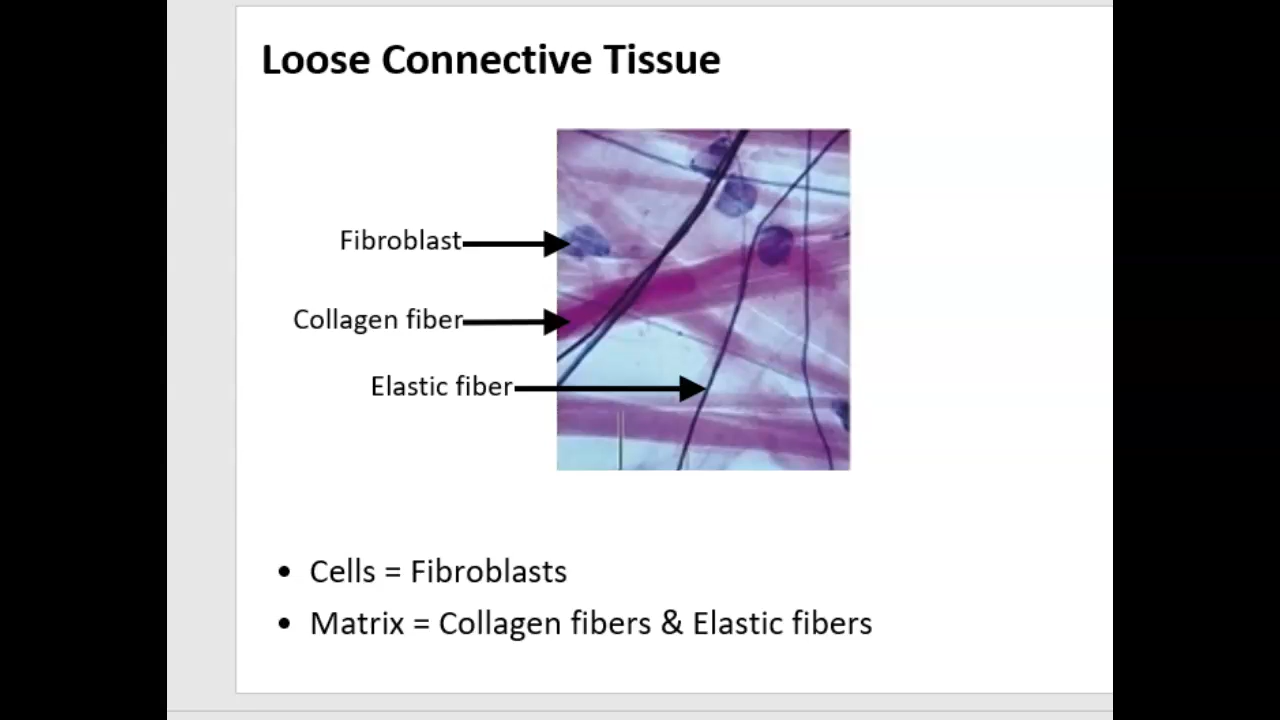 Loose Connective Tissue
Fibroblast
Collagen fiber
Elastic fiber
• Cells = Fibroblasts
• Matrix = Collagen fibers & Elastic fibers